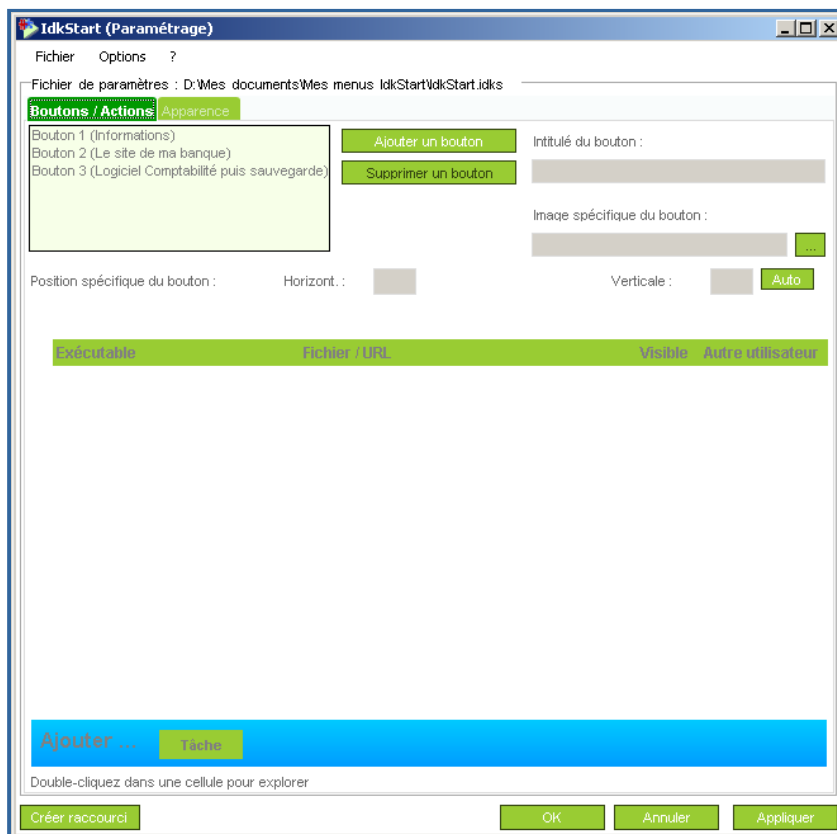 IdkStart (Paramétrage)
Fichier Options ?
Fichier de paramètres : D:\Mes documents\Mes menus IdkStart\IdkStart.idks
Boutons / Actions Apparence
Bouton 1 (Informations)
Bouton 2 (Le site de ma banque)
Bouton 3 (Logiciel Comptabilité puis sauvegarde)
Ajouter un bouton
Supprimer un bouton
Intitulé du bouton :
Image spécifique du bouton :
...
Position spécifique du bouton : Horizont. : Verticale : Auto
Exécutable Fichier / URL Visible Autre utilisateur
Ajouter ... Tâche
Double-cliquez dans une cellule pour explorer
Créer raccourci OK Annuler Appliquer